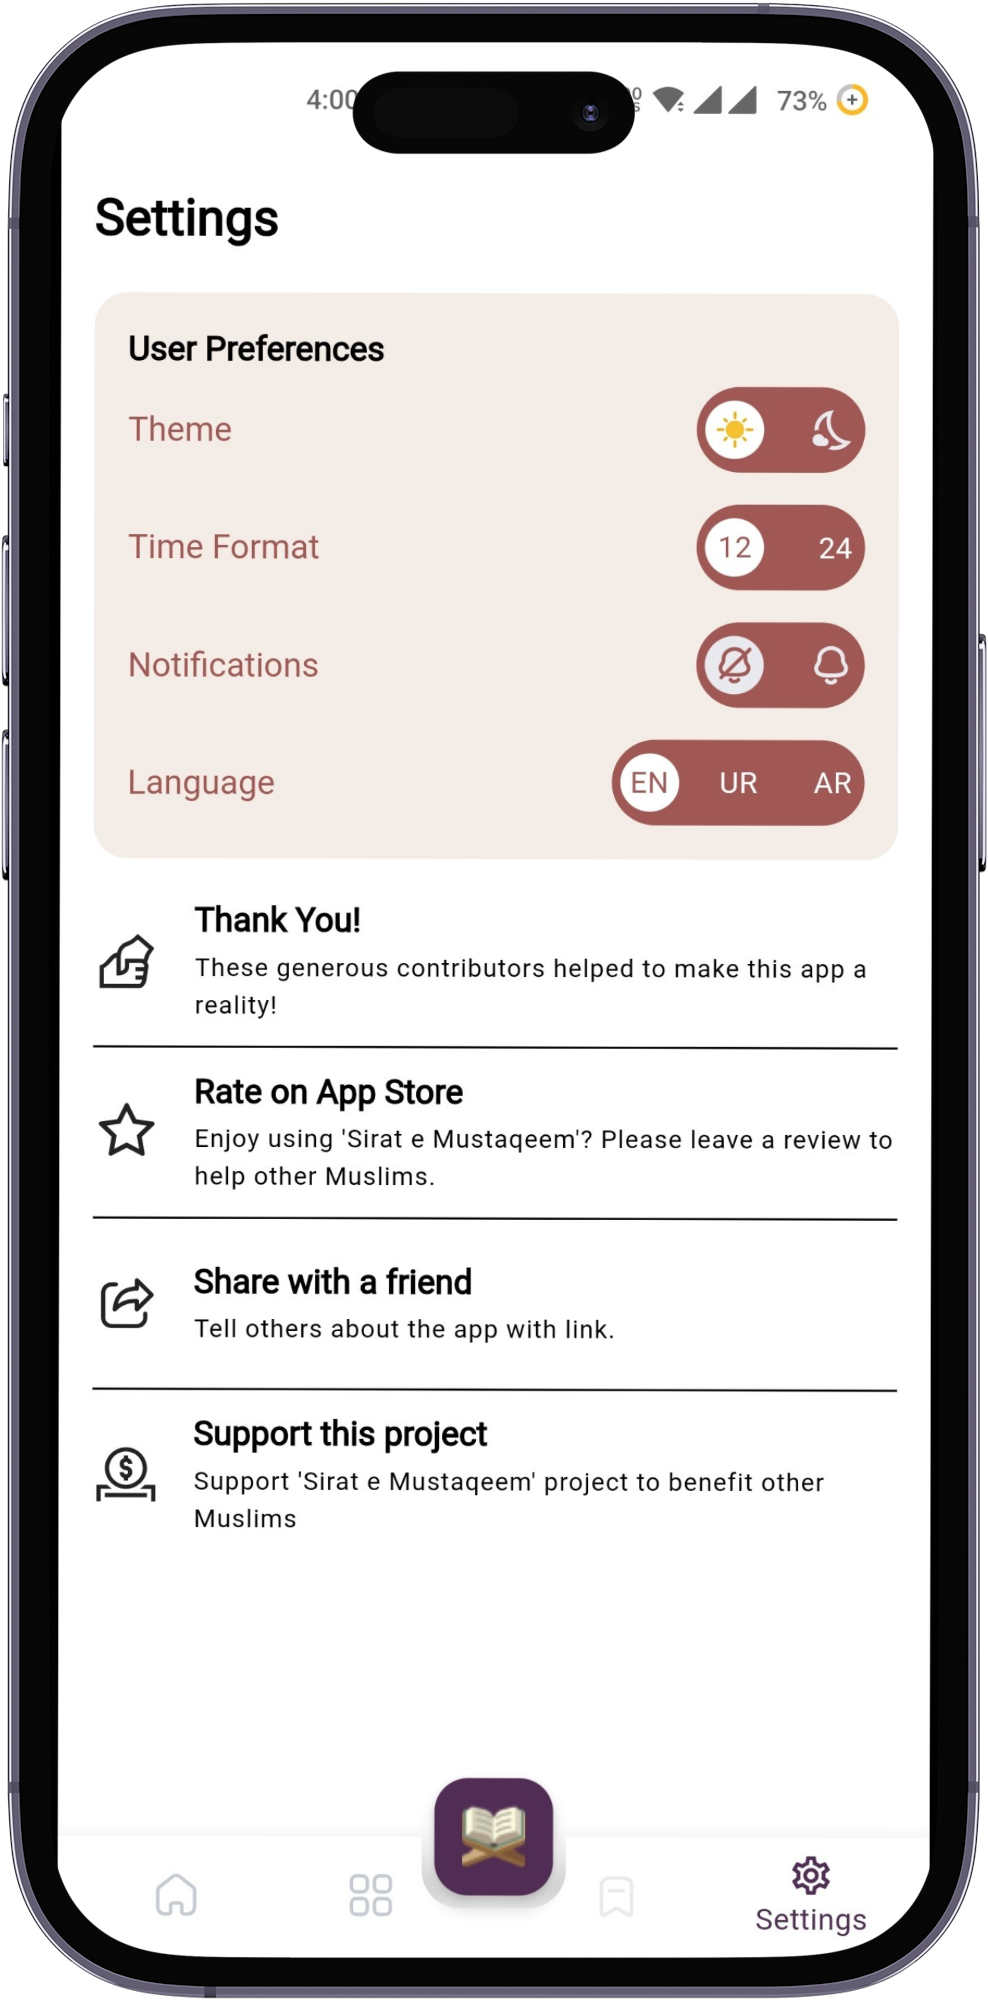 4:00
73%
Settings
User Preferences
Theme
Time Format
12 24
Notifications
Language
EN UR AR
Thank You!
These generous contributors helped to make this app a
reality!
Rate on App Store
Enjoy using 'Sirat e Mustaqeem'? Please leave a review to
help other Muslims.
Share with a friend
Tell others about the app with link.
Support this project
Support 'Sirat e Mustaqeem' project to benefit other
Muslims
Settings